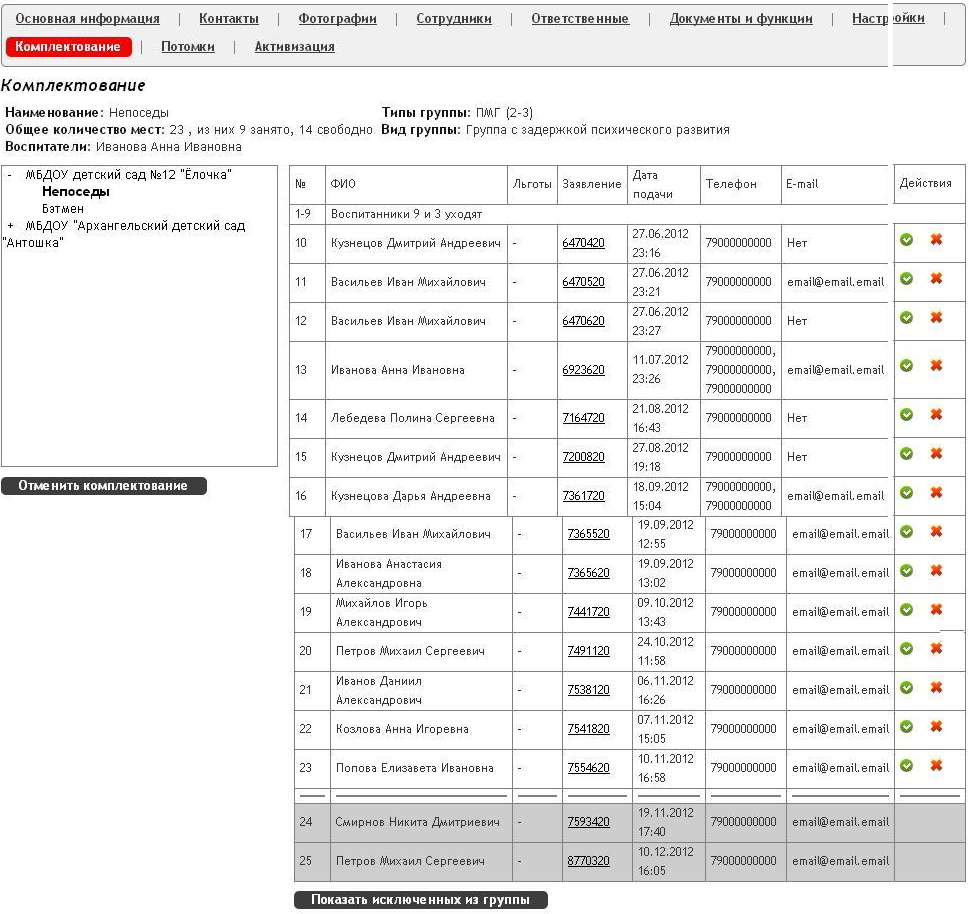 Основная информация | Контакты | Фотографии | Сотрудники | Ответственные | Документы и функции | Настройки |
Комплектование | Потомки | Активизация
Комплектование
Наименование: Непоседы Типы группы: ПМГ (2-3)
Общее количество мест: 23 , из них 9 занято, 14 свободно Вид группы: Группа с задержкой психического развития
Воспитатели: Иванова Анна Ивановна
- МБДОУ детский сад №12 "Ёлочка"
Непоседы
Бэтмен
+ МБДОУ "Архангельский детский сад
"Антошка"
Отменить комплектование
№ ФИО Льготы Заявление Дата подачи Телефон E-mail Действия
1-9 Воспитанники 9 и 3 уходят
10 Кузнецов Дмитрий Андреевич - 6470420 27.06.2012 23:16 79000000000 Нет
11 Васильев Иван Михайлович - 6470520 27.06.2012 23:21 79000000000 email@email.email
12 Васильев Иван Михайлович - 6470620 27.06.2012 23:27 79000000000 Нет
13 Иванова Анна Ивановна - 6923620 11.07.2012 23:26 79000000000, 79000000000, 79000000000 email@email.email
14 Лебедева Полина Сергеевна - 7164720 21.08.2012 16:43 79000000000 Нет
15 Кузнецов Дмитрий Андреевич - 7200820 27.08.2012 19:18 79000000000 Нет
16 Кузнецова Дарья Андреевна - 7361720 18.09.2012 15:04 79000000000, 79000000000 email@email.email
17 Васильев Иван Михайлович - 7365520 19.09.2012 12:55 79000000000 email@email.email
18 Иванова Анастасия Александровна - 7365620 19.09.2012 13:02 79000000000 email@email.email
19 Михайлов Игорь Александрович - 7441720 09.10.2012 13:43 79000000000 email@email.email
20 Петров Михаил Сергеевич - 7491120 24.10.2012 11:58 79000000000 email@email.email
21 Иванов Даниил Александрович - 7538120 06.11.2012 16:26 79000000000 email@email.email
22 Козлова Анна Игоревна - 7541820 07.11.2012 15:05 79000000000 email@email.email
23 Попова Елизавета Ивановна - 7554620 10.11.2012 16:58 79000000000 email@email.email
24 Смирнов Никита Дмитриевич - 7593420 19.11.2012 17:40 79000000000 email@email.email
25 Петров Михаил Сергеевич - 8770320 10.12.2012 16:05 79000000000 email@email.email
Показать исключенных из группы